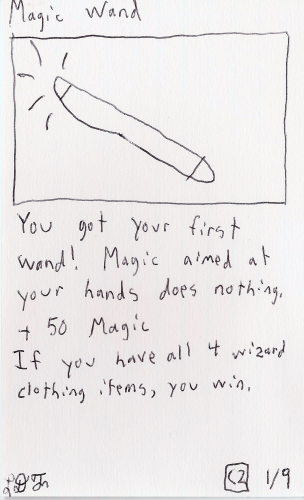 Magic Wand
You got your first
wand! Magic aimed at
your hands does nothing.
+ 50 Magic
If you have all 4 wizard
clothing items, you win.
C2 1/9